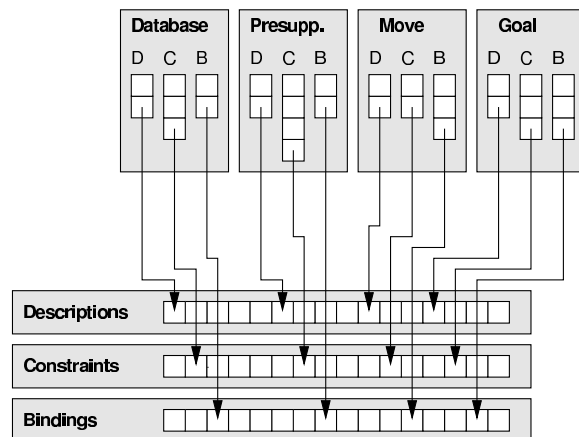 Database Presupp. Move Goal
D C B D C B D C B D C B
Descriptions
Constraints
Bindings